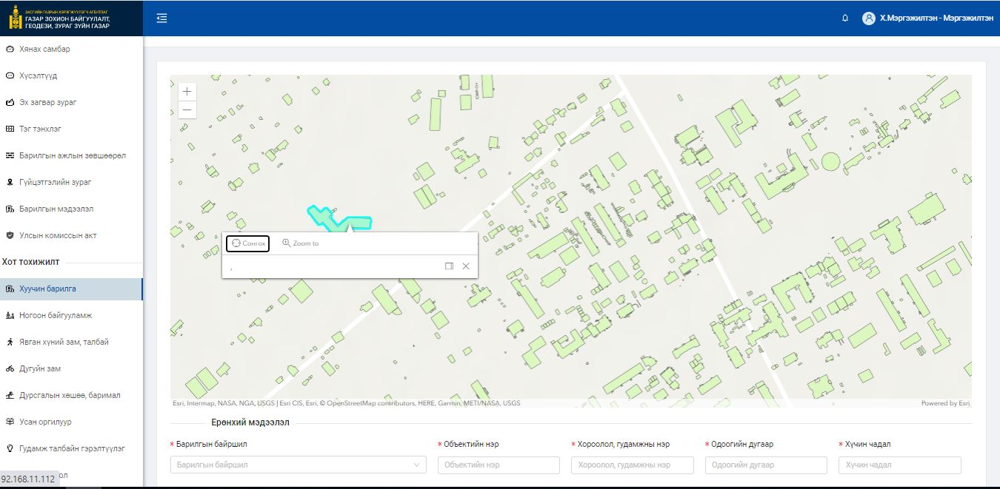 ЗАСГИЙН ГАЗРЫН ХЭРЭГЖҮҮЛЭГЧ АГЕНТЛАГ
ГАЗАР ЗОХИОН БАЙГУУЛАЛТ,
ГЕОДЕЗИ, ЗУРАГ ЗҮЙН ГАЗАР
Х.Мэргэжилтэн - Мэргэжилтэн
Хянах самбар
Хүсэлтүүд
Эх загвар зураг
Тэг тэнхлэг
Барилгын ажлын зөвшөөрөл
Гүйцэтгэлийн зураг
Барилгын мэдээлэл
Улсын комиссын акт
Хот тохижилт
Хуучин барилга
Ногоон байгууламж
Явган хүний зам, талбай
Дугуйн зам
Дурсгалын хөшөө, баримал
Усан оргилуур
Гудамж талбайн гэрэлтүүлэг
ол
92.168.11.112
+
−
Сонгох
Zoom to
,
Esri, Intermap, NASA, NGA, USGS | Esri CIS, Esri, © OpenStreetMap contributors, HERE, Garmin, METI/NASA, USGS
Powered by Esri
Ерөнхий мэдээлэл
* Барилгын байршил
* Объектийн нэр
* Хороолол, гудамжны нэр
* Одоогийн дугаар
* Хүчин чадал
Барилгын байршил
Объектийн нэр
Хороолол, гудамжны нэр
Одоогийн дугаар
Хүчин чадал